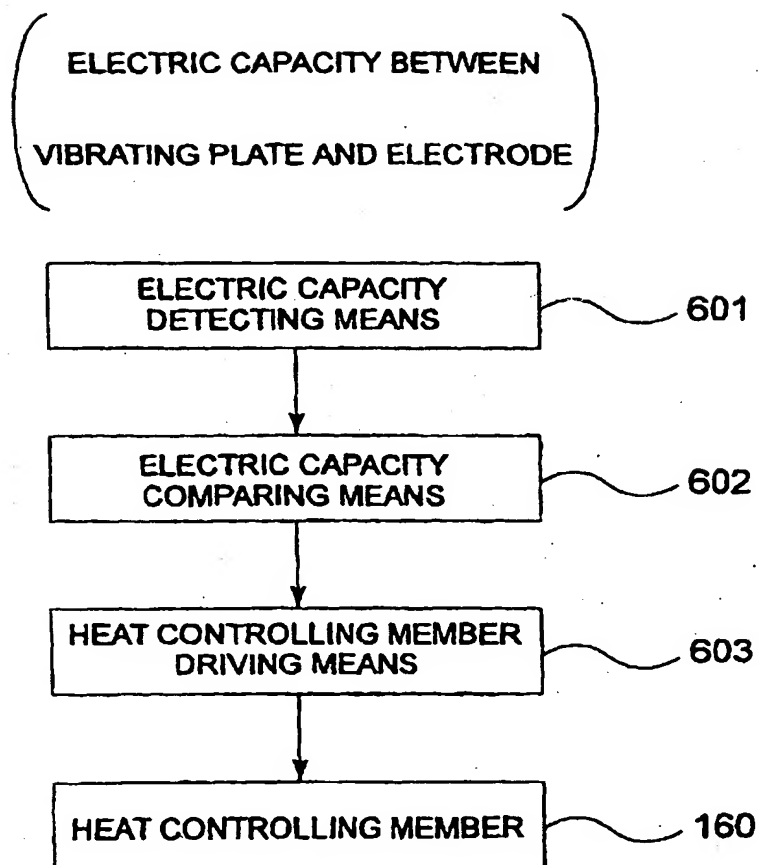 ELECTRIC CAPACITY BETWEEN
VIBRATING PLATE AND ELECTRODE
ELECTRIC CAPACITY
DETECTING MEANS
601
ELECTRIC CAPACITY
COMPARING MEANS
602
HEAT CONTROLLING MEMBER
DRIVING MEANS
603
HEAT CONTROLLING MEMBER
160